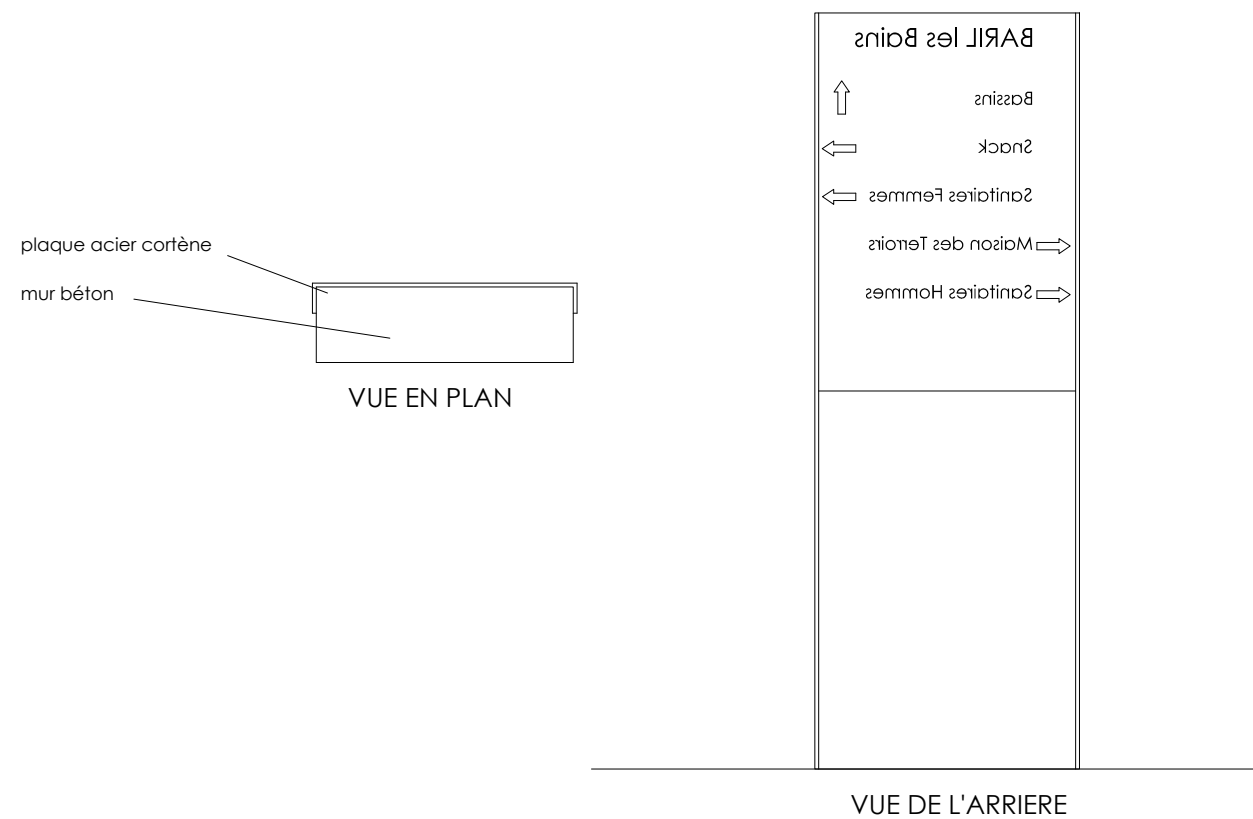 plaque acier cortène
mur béton
VUE EN PLAN
BARIL les Bains
Bassins
Snack
Sanitaires Femmes
Maison des Terroirs
Sanitaires Hommes
VUE DE L'ARRIERE